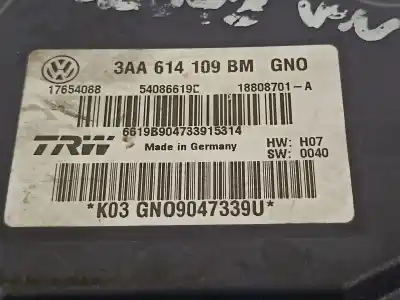 3AA 614 109 BM GNO
17654088 54086619C 18808701-A
6619B904733915314
TRW Made in Germany HW: H07
SW: 0040
*K03 GNO9047339U*